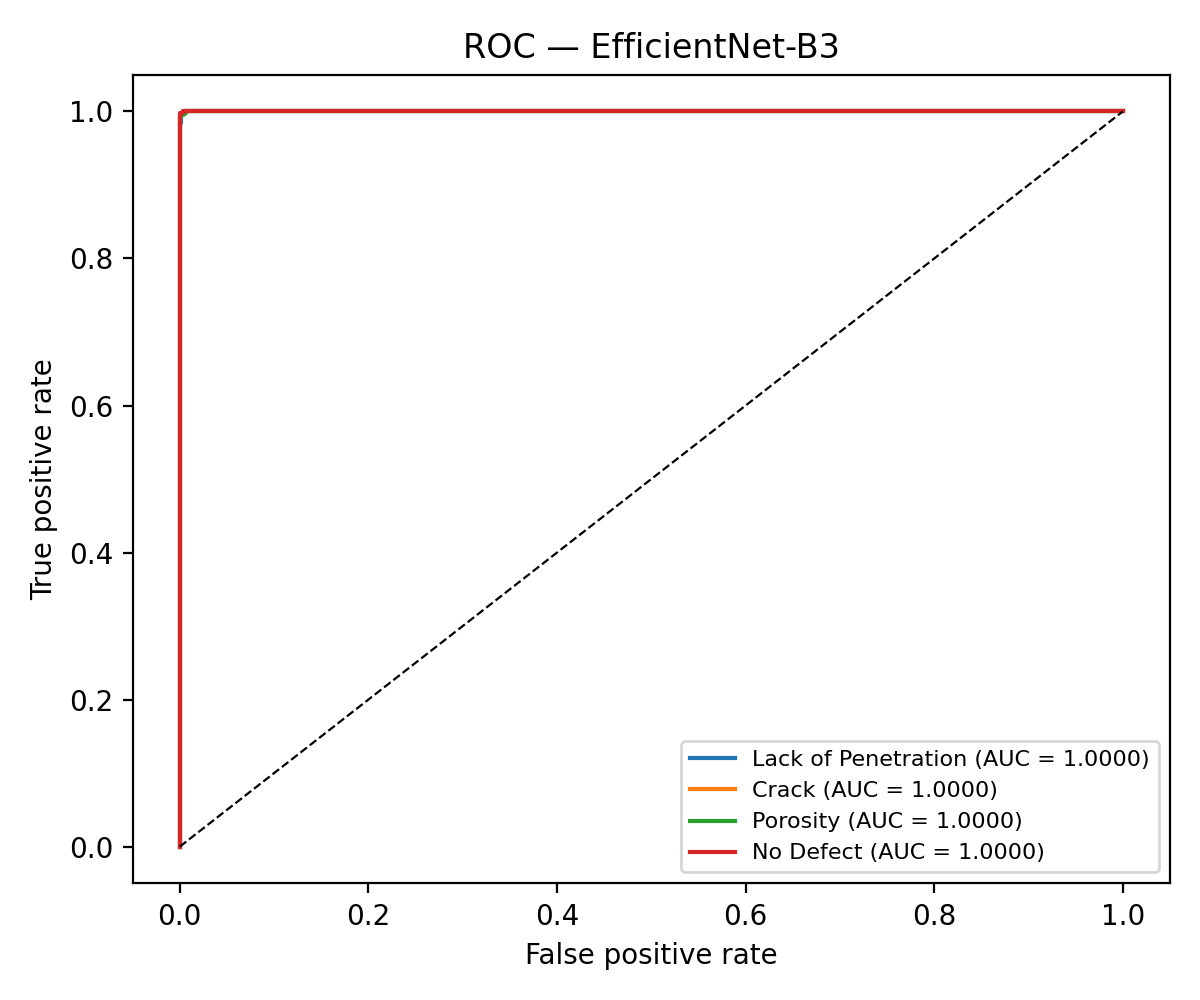 ROC — EfficientNet-B3
True positive rate
1.0
0.8
0.6
0.4
0.2
0.0
Lack of Penetration (AUC = 1.0000)
Crack (AUC = 1.0000)
Porosity (AUC = 1.0000)
No Defect (AUC = 1.0000)
0.0 0.2 0.4 0.6 0.8 1.0
False positive rate